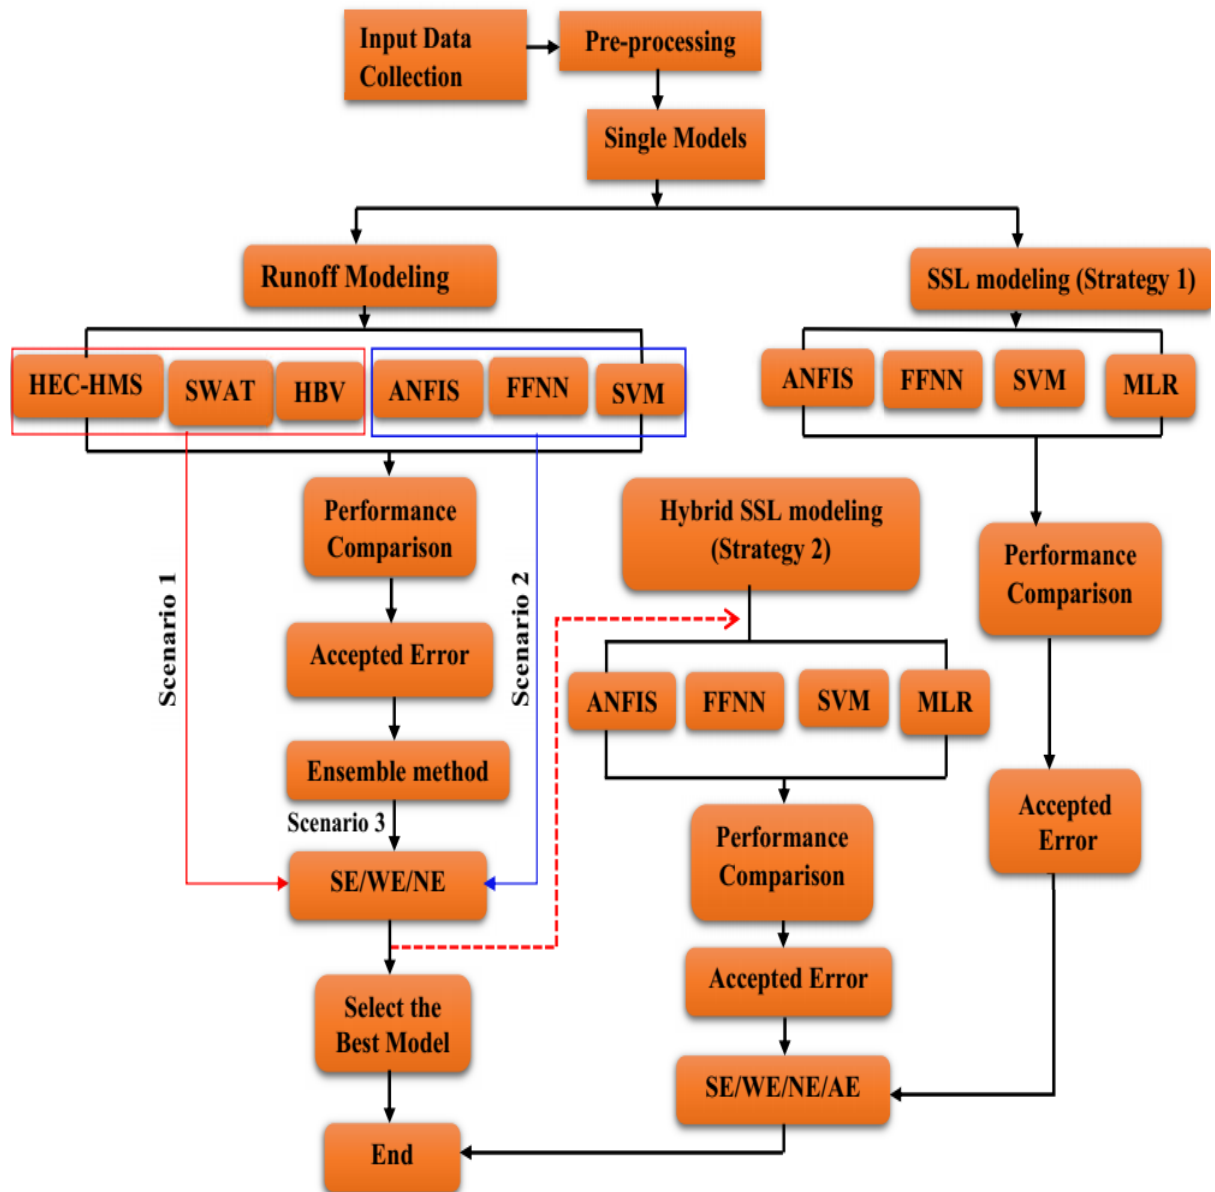 Input Data
Collection
Pre-processing
Single Models
Runoff Modeling
SSL modeling (Strategy 1)
HEC-HMS
SWAT
HBV
ANFIS
FFNN
SVM
ANFIS
FFNN
SVM
MLR
Performance
Comparison
Hybrid SSL modeling
(Strategy 2)
Performance
Comparison
Scenario 1
Scenario 2
Accepted Error
ANFIS
FFNN
SVM
MLR
Ensemble method
Scenario 3
Accepted
Error
Performance
Comparison
SE/WE/NE
Accepted Error
Select the
Best Model
SE/WE/NE/AE
End